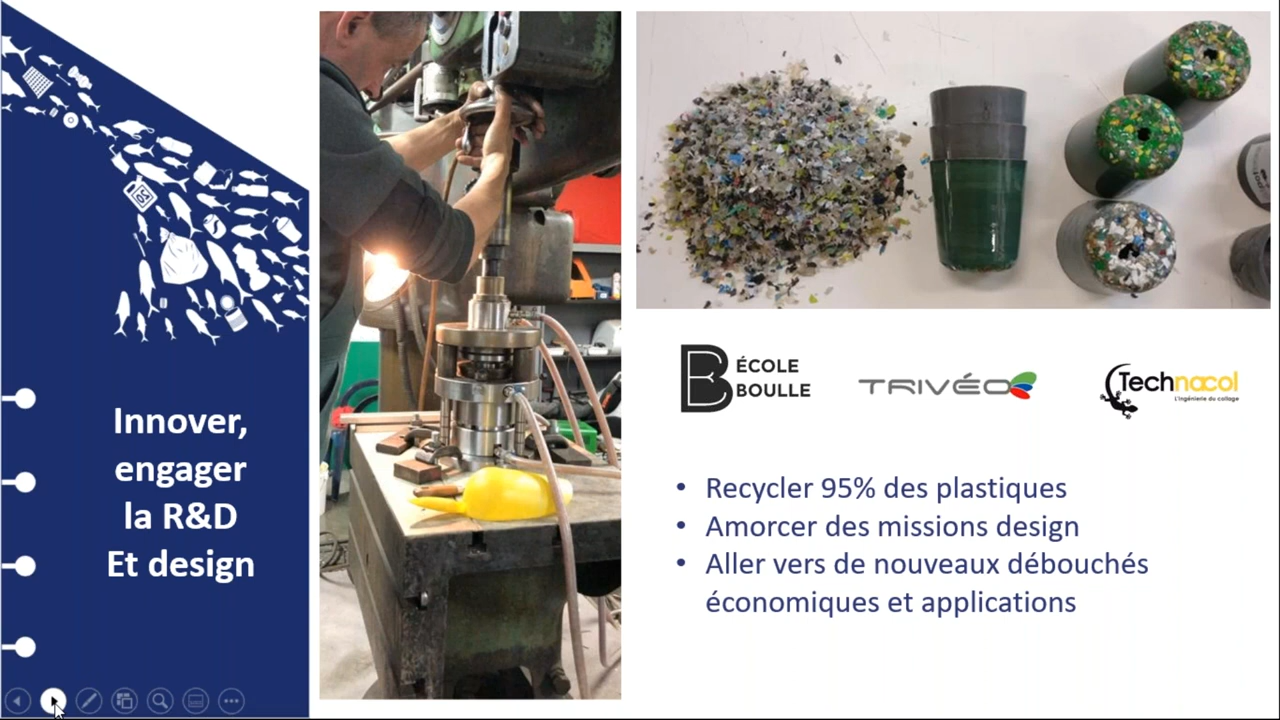 Innover,
engager
la R&D
Et design
ÉCOLE
BOULLE
TRIVÉO
Technacol
L'ingénierie du collage
• Recycler 95% des plastiques
• Amorcer des missions design
• Aller vers de nouveaux débouchés
économiques et applications